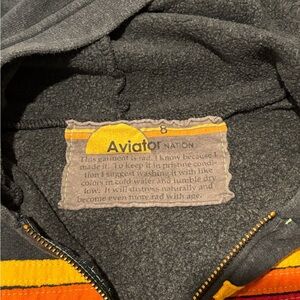 8
Aviator NATION
This garment is rad. I know because I
made it. To keep it in pristine condi-
tion I suggest washing it with like
colors in cold water and tumble dry
low. It will distress naturally and
become even more rad with age.